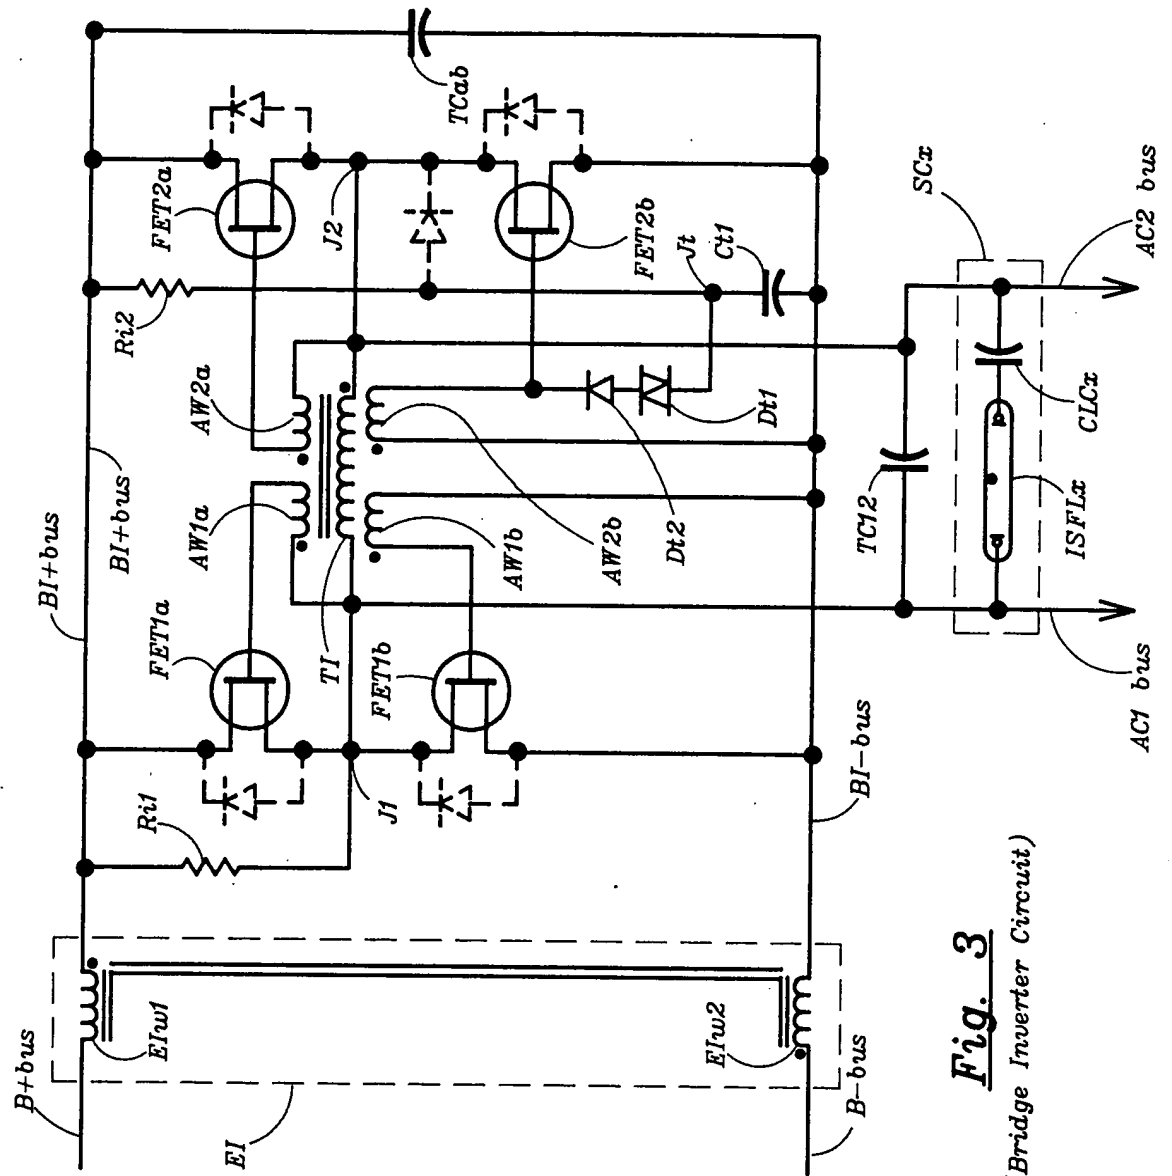 B+bus
BI+bus
BI+bus
Ri2
EIw1
Ri1
FET1a
FET2a
AW1a
AW2a
EI
TI
J2
J1
FET1b
TCab
AW1b
AW2b
FET2b
Dt2
Jt
EIw2
Ct1
Dt1
B-bus
BI-bus
TC12
SCx
Fig. 3
Bridge Inverter Circuit)
ISFLx
CLCx
AC1 bus
AC2 bus